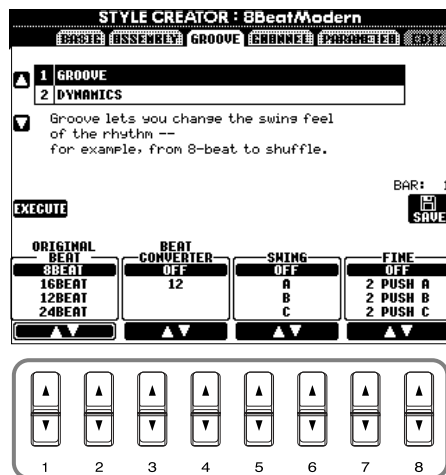 STYLE CREATOR : 8BeatModern
BASIC ASSEMBLY GROOVE CHANNEL PARAMETER EDIT
1 GROOVE
2 DYNAMICS
Groove lets you change the swing feel
of the rhythm --
for example, from 8-beat to shuffle.
BAR: 1
EXECUTE
SAVE
ORIGINAL BEAT
BEAT CONVERTER
SWING
FINE
8BEAT OFF OFF OFF
16BEAT 12 A 2 PUSH A
12BEAT B 2 PUSH B
24BEAT C 2 PUSH C
1 2 3 4 5 6 7 8